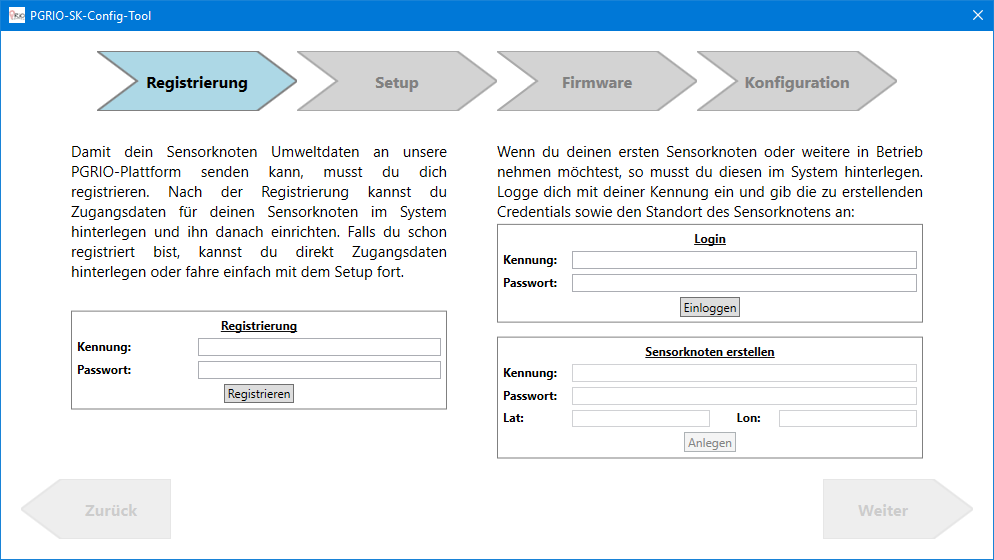 PGRIO-SK-Config-Tool
Registrierung
Setup
Firmware
Konfiguration
Damit dein Sensorknoten Umweltdaten an unsere
PGRIO-Plattform senden kann, musst du dich
registrieren. Nach der Registrierung kannst du
Zugangsdaten für deinen Sensorknoten im System
hinterlegen und ihn danach einrichten. Falls du schon
registriert bist, kannst du direkt Zugangsdaten
hinterlegen oder fahre einfach mit dem Setup fort.
Registrierung
Kennung:
Passwort:
Registrieren
Wenn du deinen ersten Sensorknoten oder weitere in Betrieb
nehmen möchtest, so musst du diesen im System hinterlegen.
Logge dich mit deiner Kennung ein und gib die zu erstellenden
Credentials sowie den Standort des Sensorknotens an:
Login
Kennung:
Passwort:
Einloggen
Sensorknoten erstellen
Kennung:
Passwort:
Lat:
Lon:
Anlegen
Zurück
Weiter